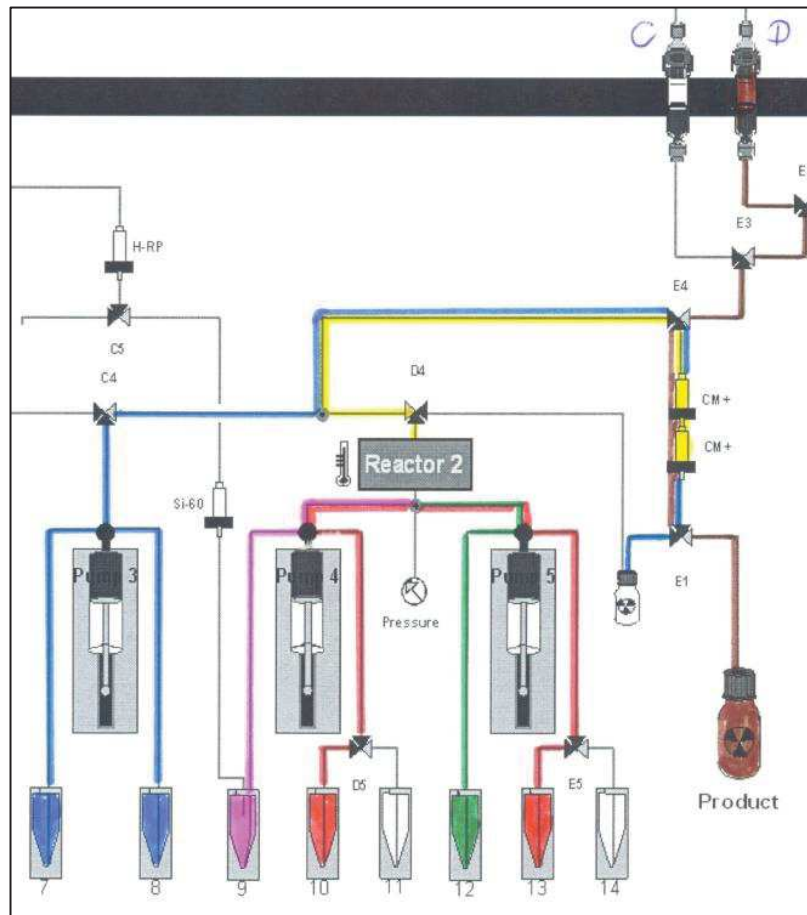 C D
E
E3
H-RP
E4
C5
C4
D4
CM+
CM+
Reactor 2
Si-60
Pump 3
Pump 4
Pump 5
E1
Pressure
D5
E5
Product
7
8
9
10
11
12
13
14